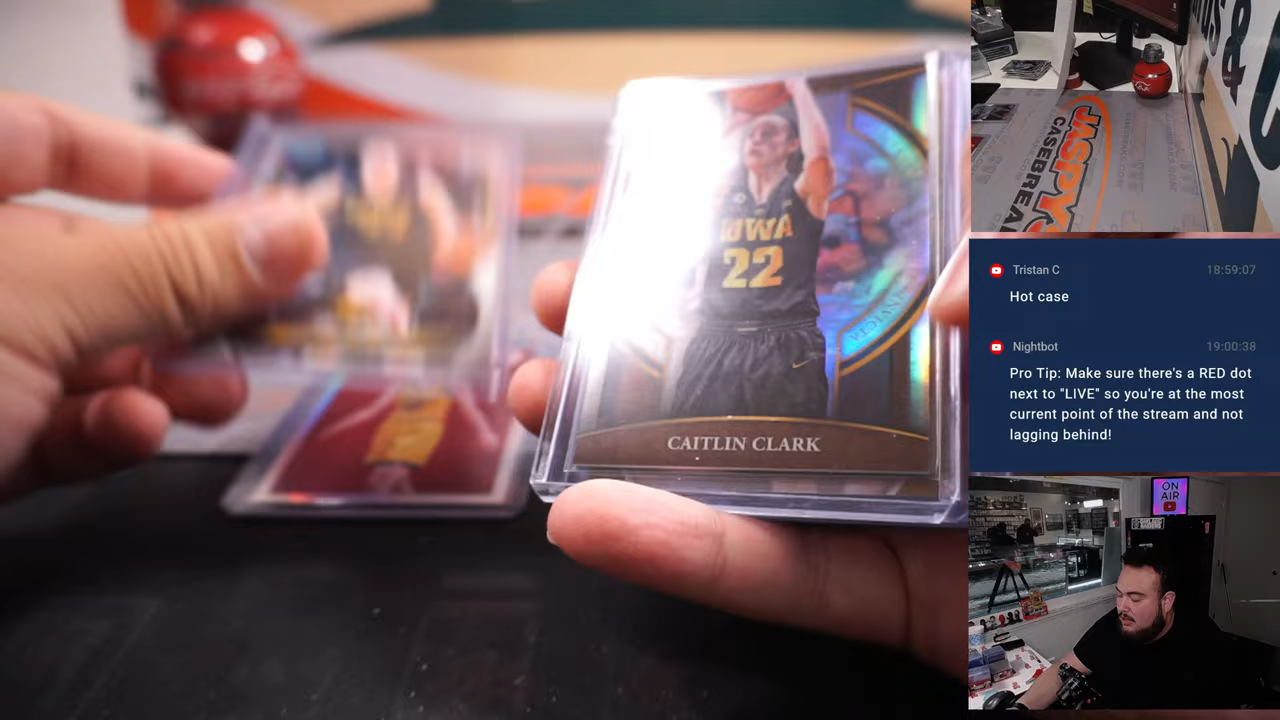 IOWA
22
CAITLIN CLARK
JASPY'S
CASEBREAKS
&
Tristan C 18:59:07
Hot case
Nightbot 19:00:38
Pro Tip: Make sure there's a RED dot
next to "LIVE" so you're at the most
current point of the stream and not
lagging behind!
ON
AIR